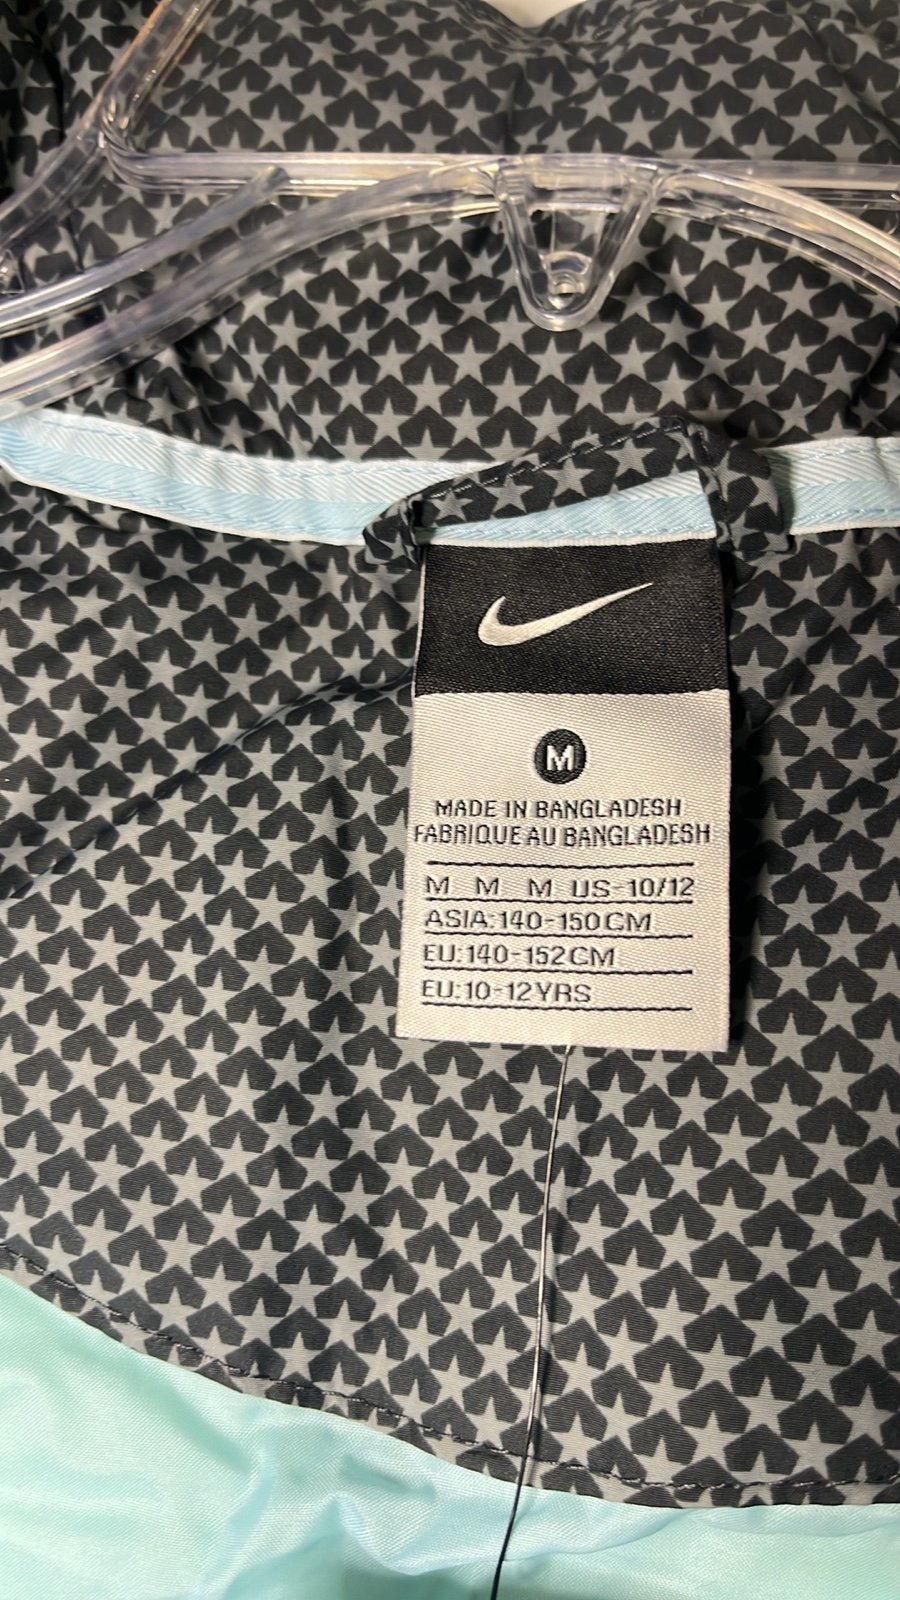 M
MADE IN BANGLADESH
FABRIQUE AU BANGLADESH
M M M US-10/12
ASIA: 140-150CM
EU: 140-152CM
EU: 10-12YRS